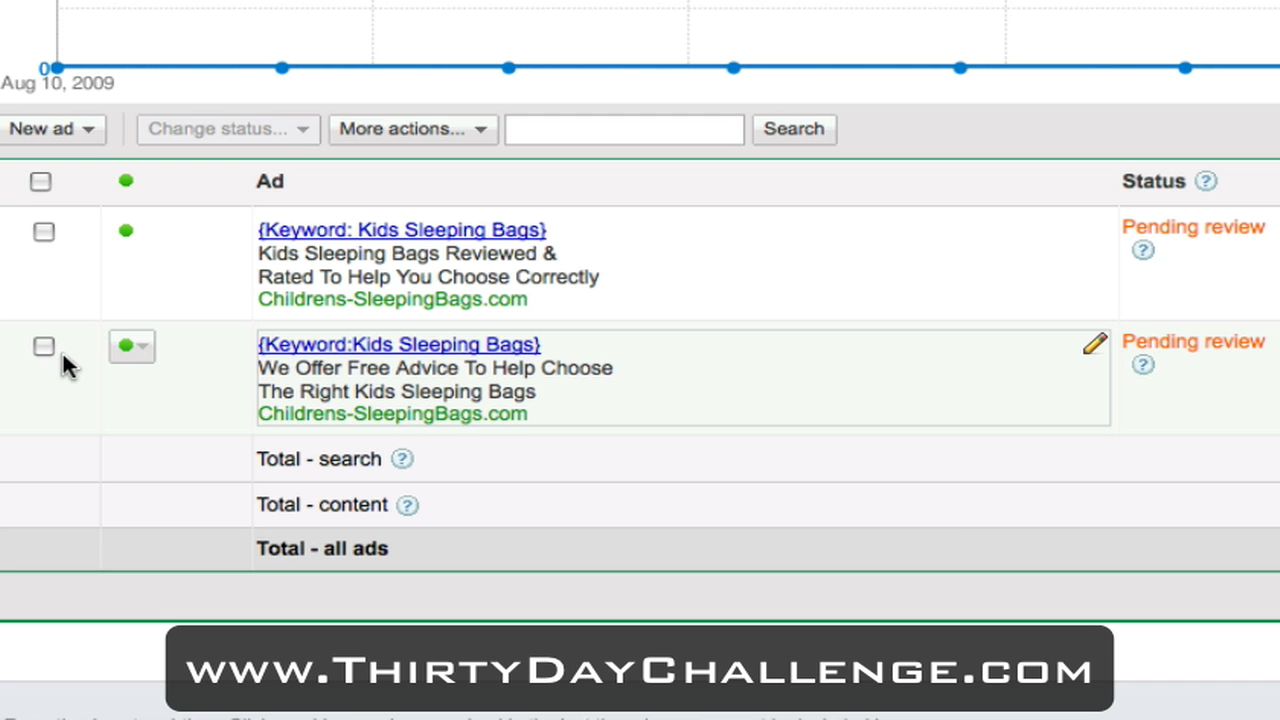 0
Aug 10, 2009
New ad
Change status...
More actions...
Search
Ad
Status ?
{Keyword: Kids Sleeping Bags}
Kids Sleeping Bags Reviewed &
Rated To Help You Choose Correctly
Childrens-SleepingBags.com
Pending review
?
{Keyword:Kids Sleeping Bags}
We Offer Free Advice To Help Choose
The Right Kids Sleeping Bags
Childrens-SleepingBags.com
Pending review
?
Total - search ?
Total - content ?
Total - all ads
www.ThirtyDayChallenge.com